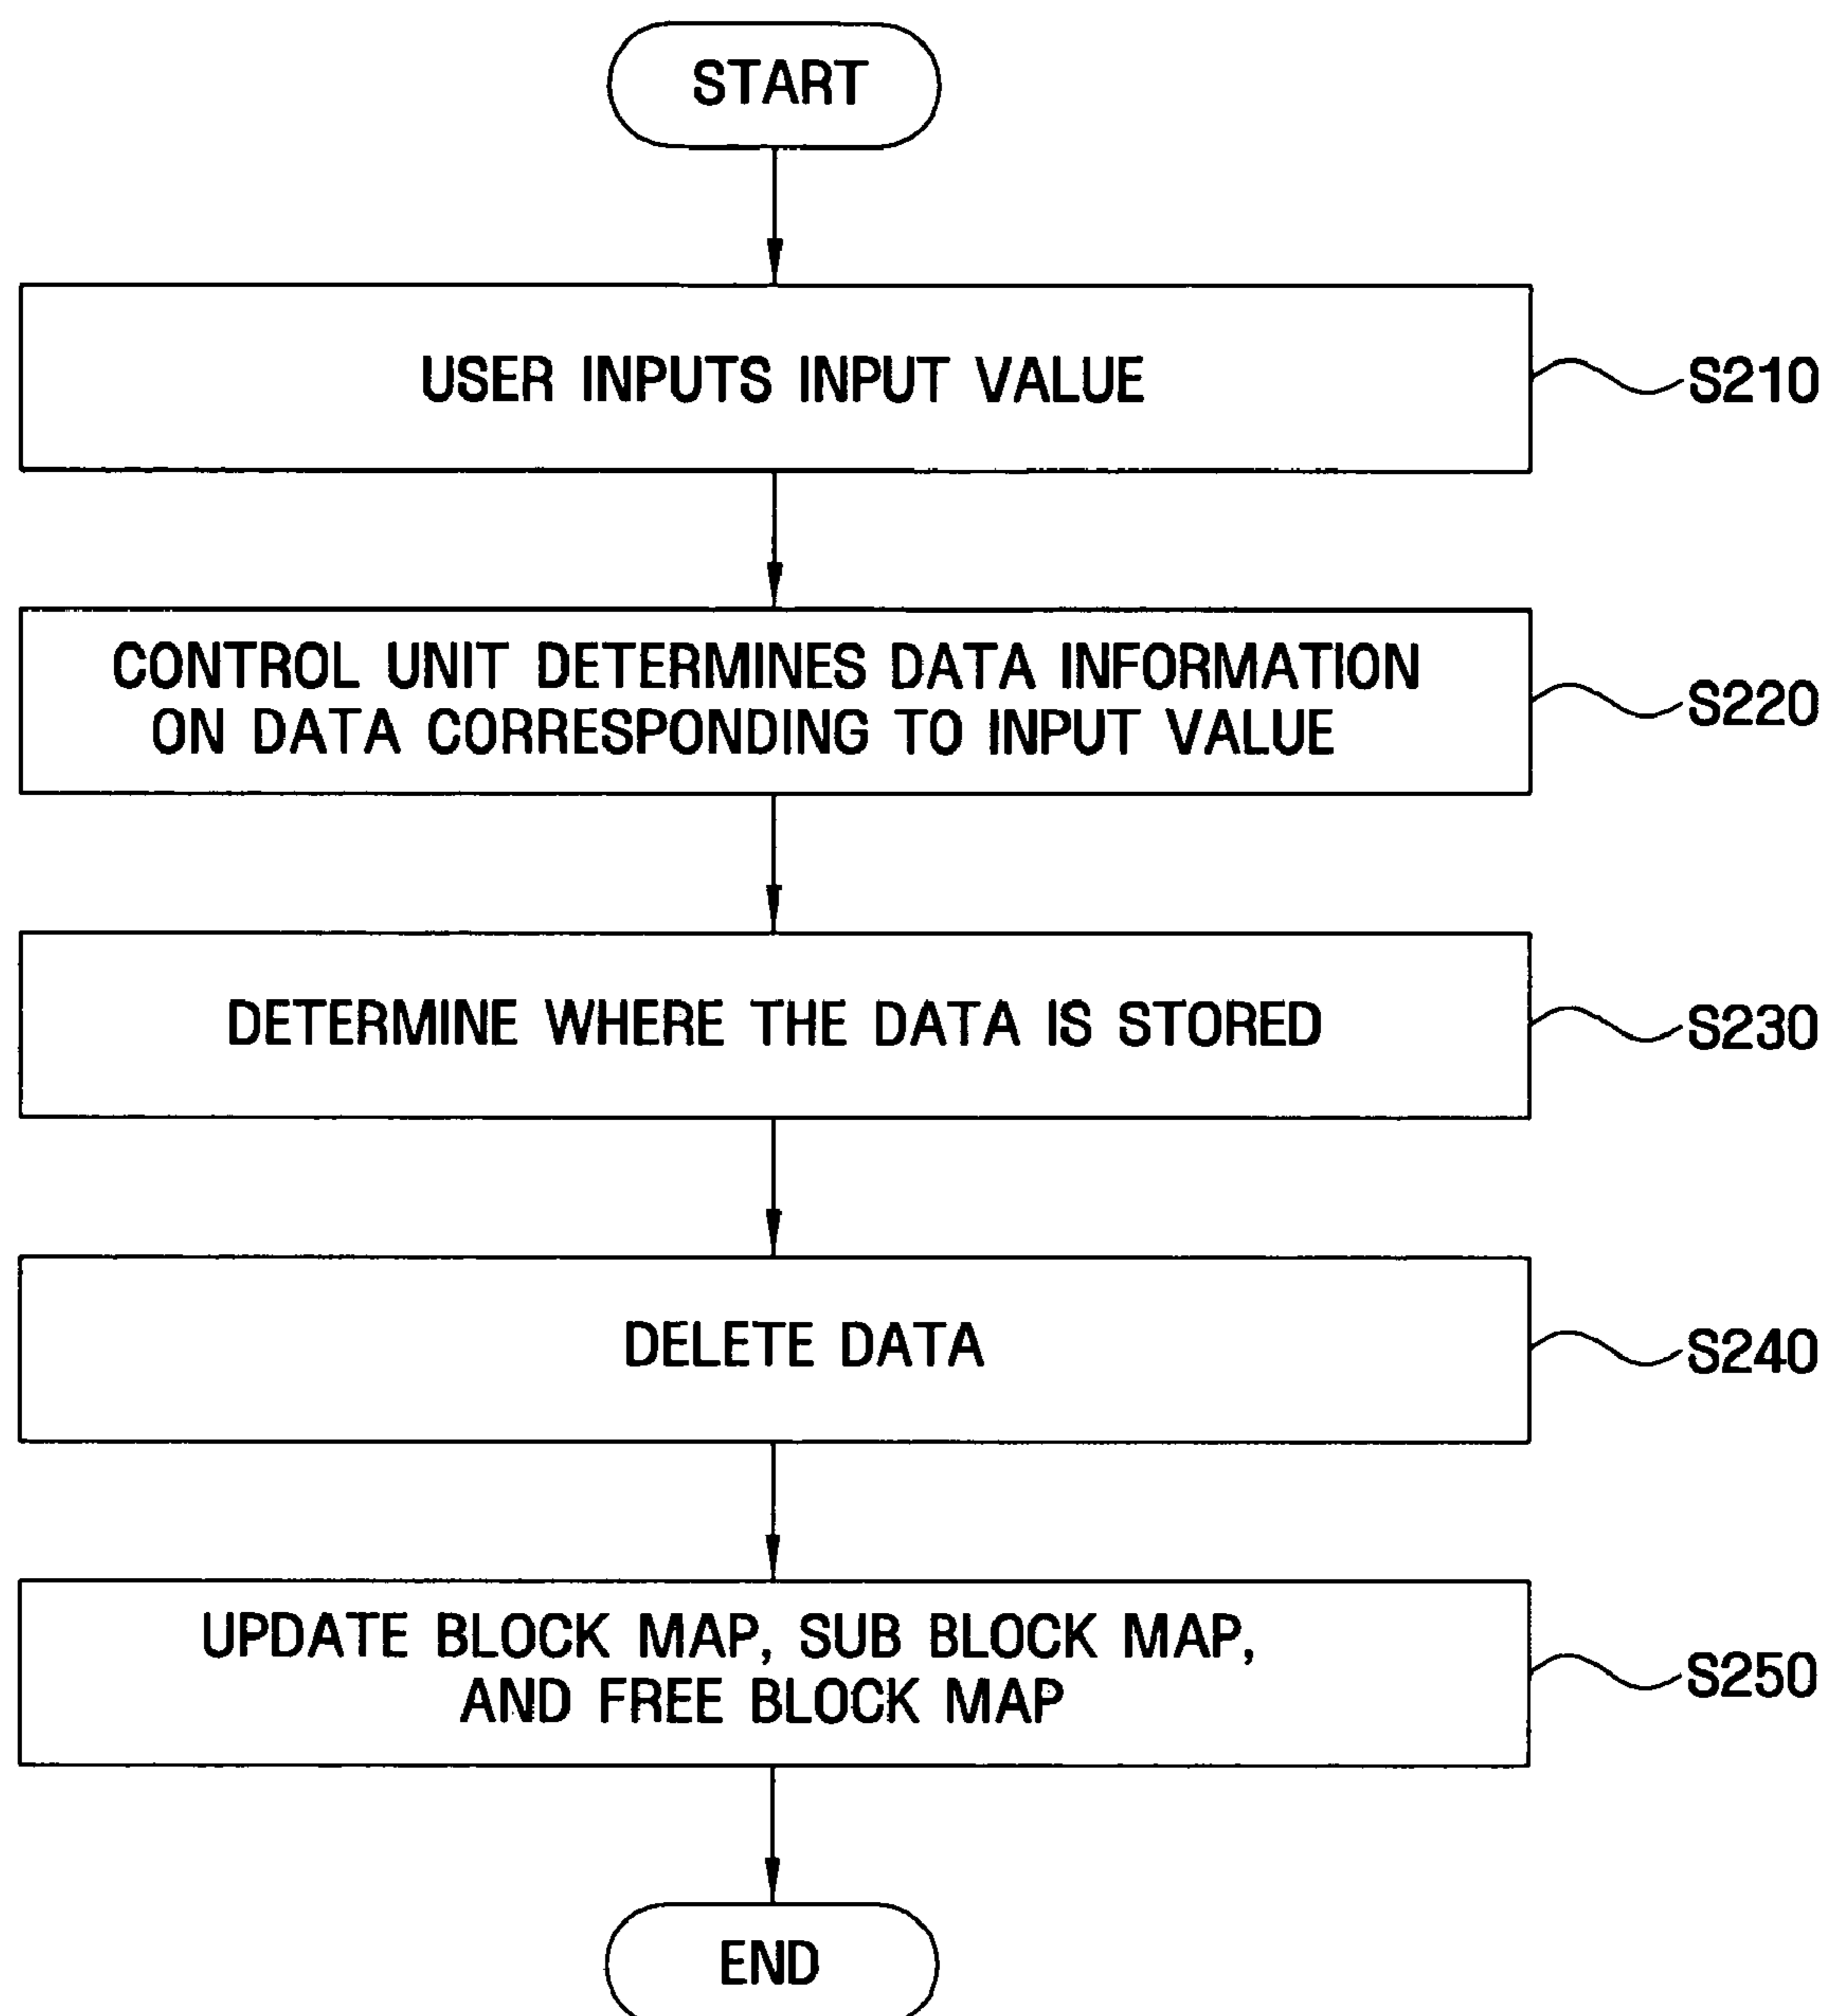 START
USER INPUTS INPUT VALUE
S210
CONTROL UNIT DETERMINES DATA INFORMATION
ON DATA CORRESPONDING TO INPUT VALUE
S220
DETERMINE WHERE THE DATA IS STORED
S230
DELETE DATA
S240
UPDATE BLOCK MAP, SUB BLOCK MAP,
AND FREE BLOCK MAP
S250
END